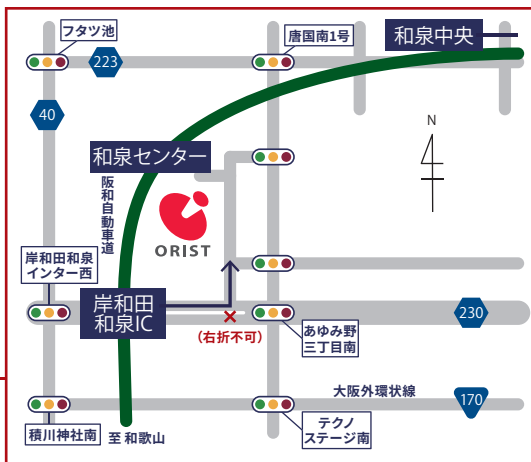 フタツ池
223
唐国南1号
和泉中央
40
N
和泉センター
阪和自動車道
ORIST
岸和田和泉
インター西
岸和田
和泉IC
(右折不可)
あゆみ野
三丁目南
230
大阪外環状線
170
積川神社南
至 和歌山
テクノ
ステージ南